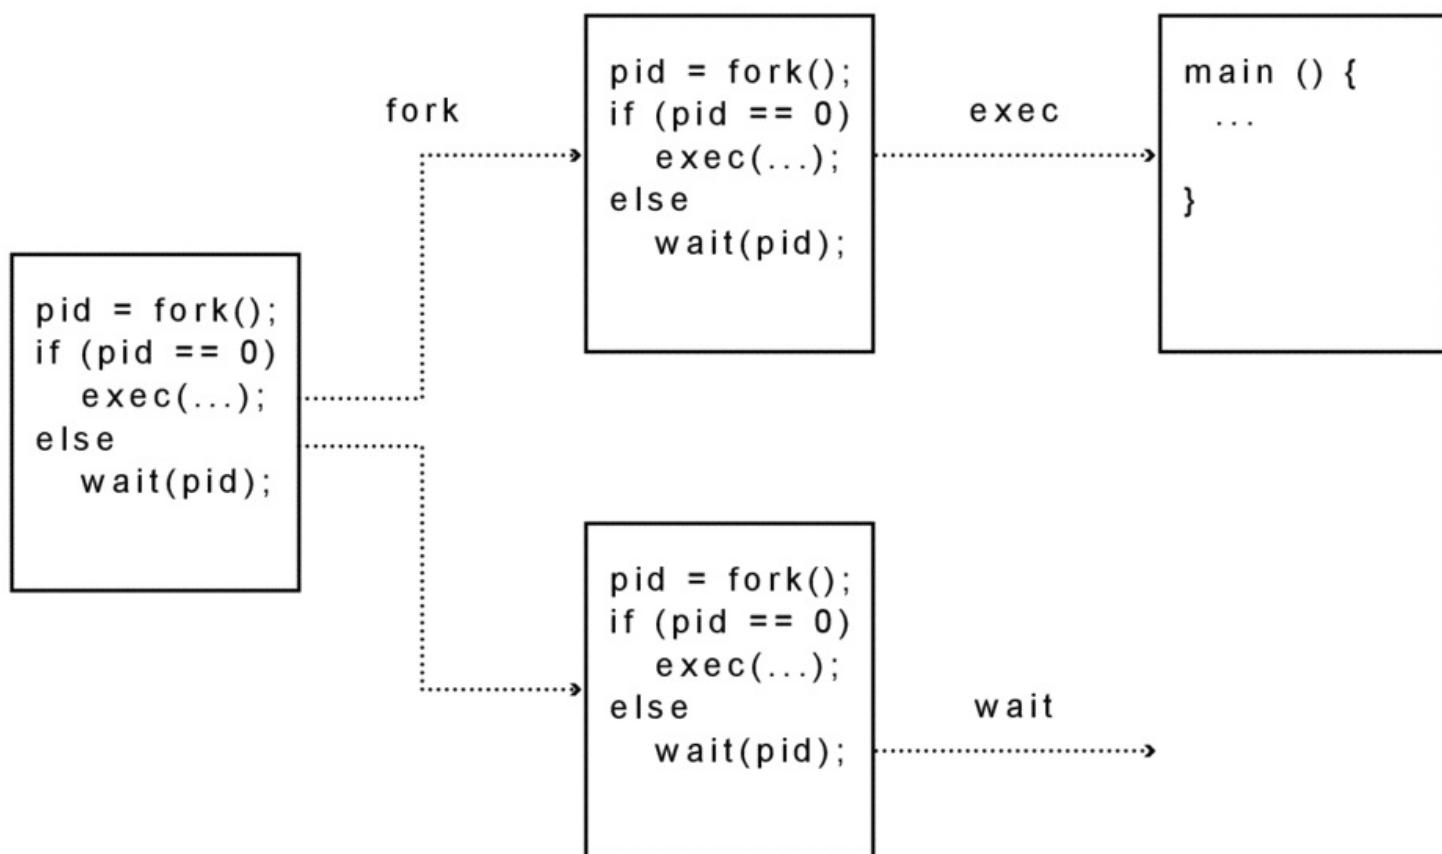 pid = fork();
if (pid == 0)
   exec(...);
else
   wait(pid);
fork
pid = fork();
if (pid == 0)
   exec(...);
else
   wait(pid);
exec
main () {
  ...
}
pid = fork();
if (pid == 0)
   exec(...);
else
   wait(pid);
wait